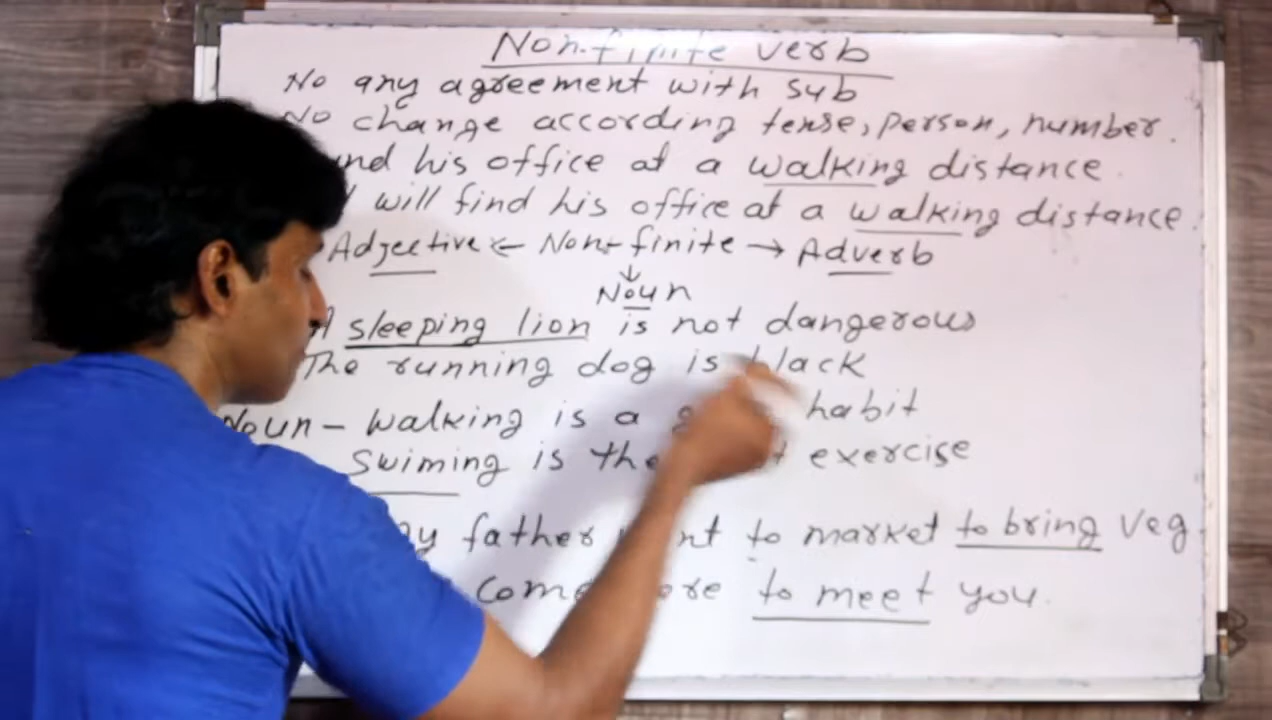 Non-finite verb
No any agreement with sub
No change according tense, person, number.
his office at a walking distance.
will find his office at a walking distance.
Adjective ← Non-finite → Adverb
↓
Noun
A sleeping lion is not dangerous
The running dog is black
Noun - Walking is a habit
Swiming is the exercise
father to market to bring veg
to meet you.